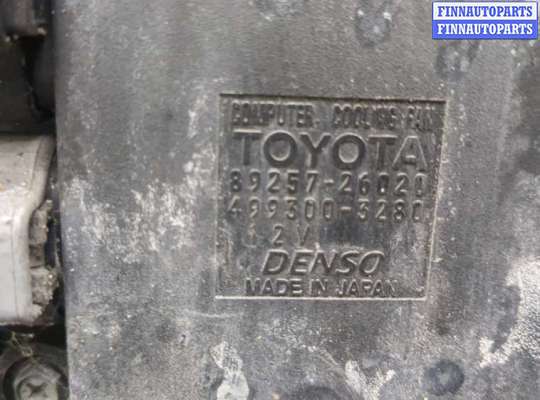 FINNAUTOPARTS
FINNAUTOPARTS
COMPUTER, COOLING FAN
TOYOTA
89257-26020
499300-3280
12V
DENSO
MADE IN JAPAN